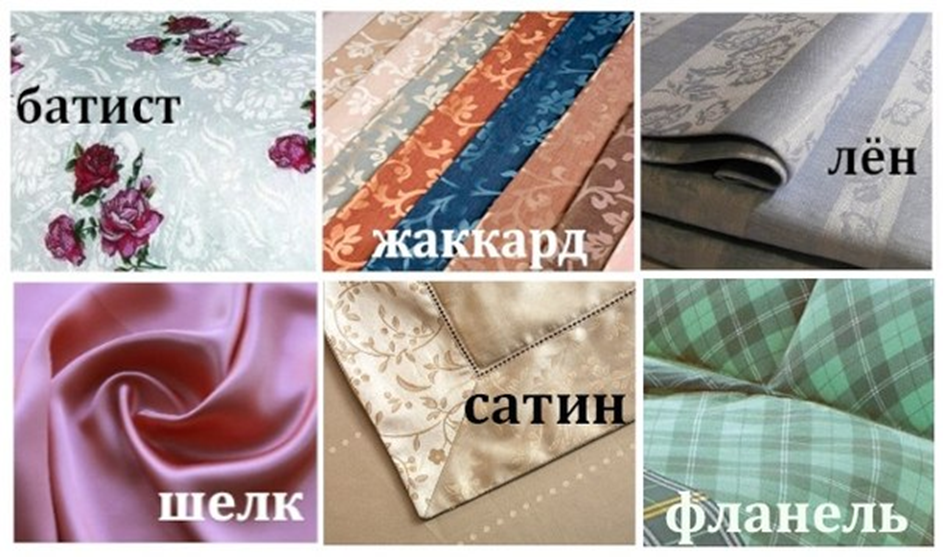 батист
жаккард
лён
шелк
сатин
фланель